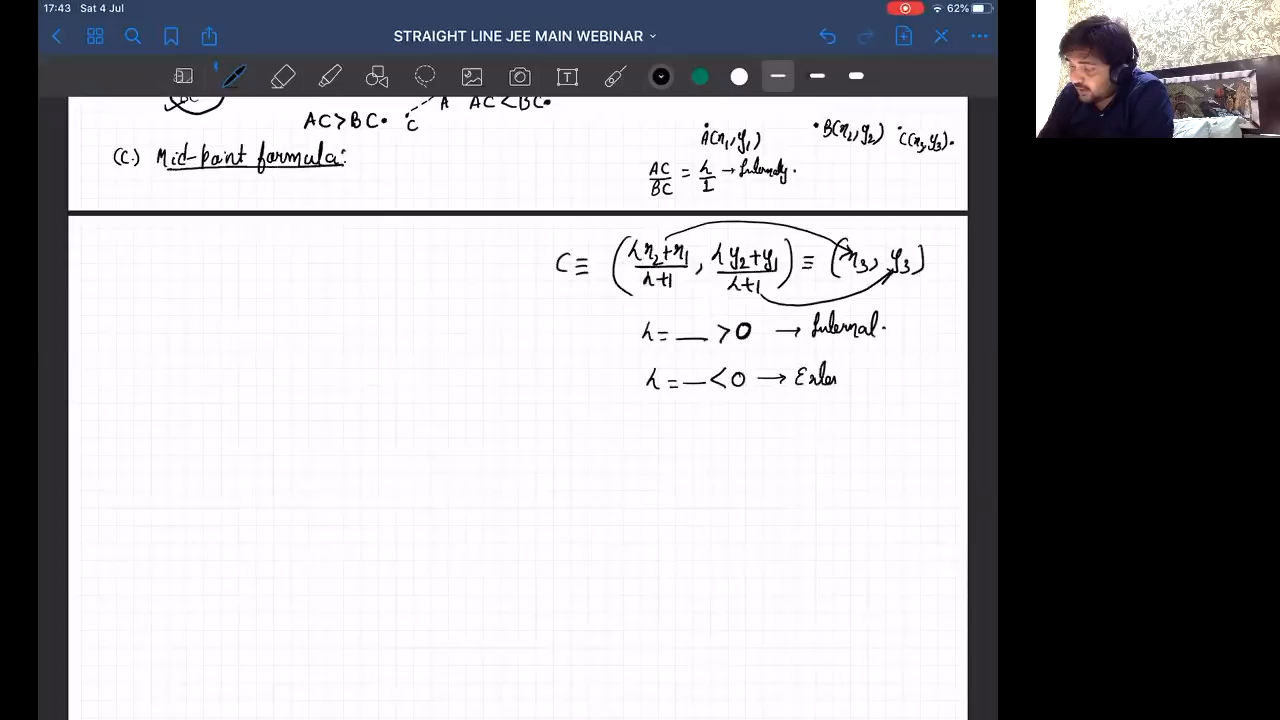 17:43 Sat 4 Jul
62%
STRAIGHT LINE JEE MAIN WEBINAR
A AC < BC.
AC > BC. C
A(x₁, y₁) B(x₂, y₂) C(x₃, y₃).
(C.) Mid-point formula:
AC/BC = λ/1 → Internally.
C ≡ ((λx₂+x₁)/(λ+1), (λy₂+y₁)/(λ+1)) ≡ (x₃, y₃)
λ = __ > 0 → Internal.
λ = __ < 0 → Exter